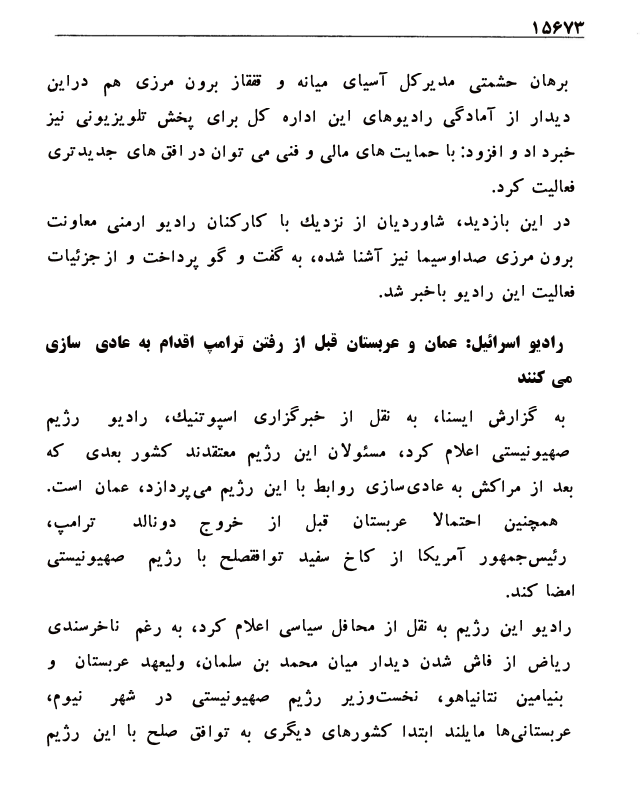 ۱۵۶۷۳
برهان حشمتی مدیرکل آسیای میانه و قفقاز برون مرزی هم دراین
دیدار از آمادگی رادیوهای این اداره کل برای پخش تلویزیونی نیز
خبرداد و افزود: با حمایت های مالی و فنی می توان در افق های جدیدتری
فعالیت کرد.
در این بازدید، شاوردیان از نزدیك با کارکنان رادیو ارمنی معاونت
برون مرزی صداوسیما نیز آشنا شده، به گفت و گو پرداخت و از جزئیات
فعالیت این رادیو باخبر شد.
رادیو اسرائیل: عمان و عربستان قبل از رفتن ترامپ اقدام به عادی سازی
می کنند
به گزارش ایسنا، به نقل از خبرگزاری اسپوتنیك، رادیو رژیم
صهیونیستی اعلام کرد، مسئولان این رژیم معتقدند کشور بعدی که
بعد از مراکش به عادی‌سازی روابط با این رژیم می‌پردازد، عمان است.
همچنین احتمالا عربستان قبل از خروج دونالد ترامپ،
رئیس‌جمهور آمریکا از کاخ سفید توافقصلح با رژیم صهیونیستی
امضا کند.
رادیو این رژیم به نقل از محافل سیاسی اعلام کرد، به رغم ناخرسندی
ریاض از فاش شدن دیدار میان محمد بن سلمان، ولیعهد عربستان و
بنیامین نتانیاهو، نخست‌وزیر رژیم صهیونیستی در شهر نیوم،
عربستانی‌ها مایلند ابتدا کشورهای دیگری به توافق صلح با این رژیم